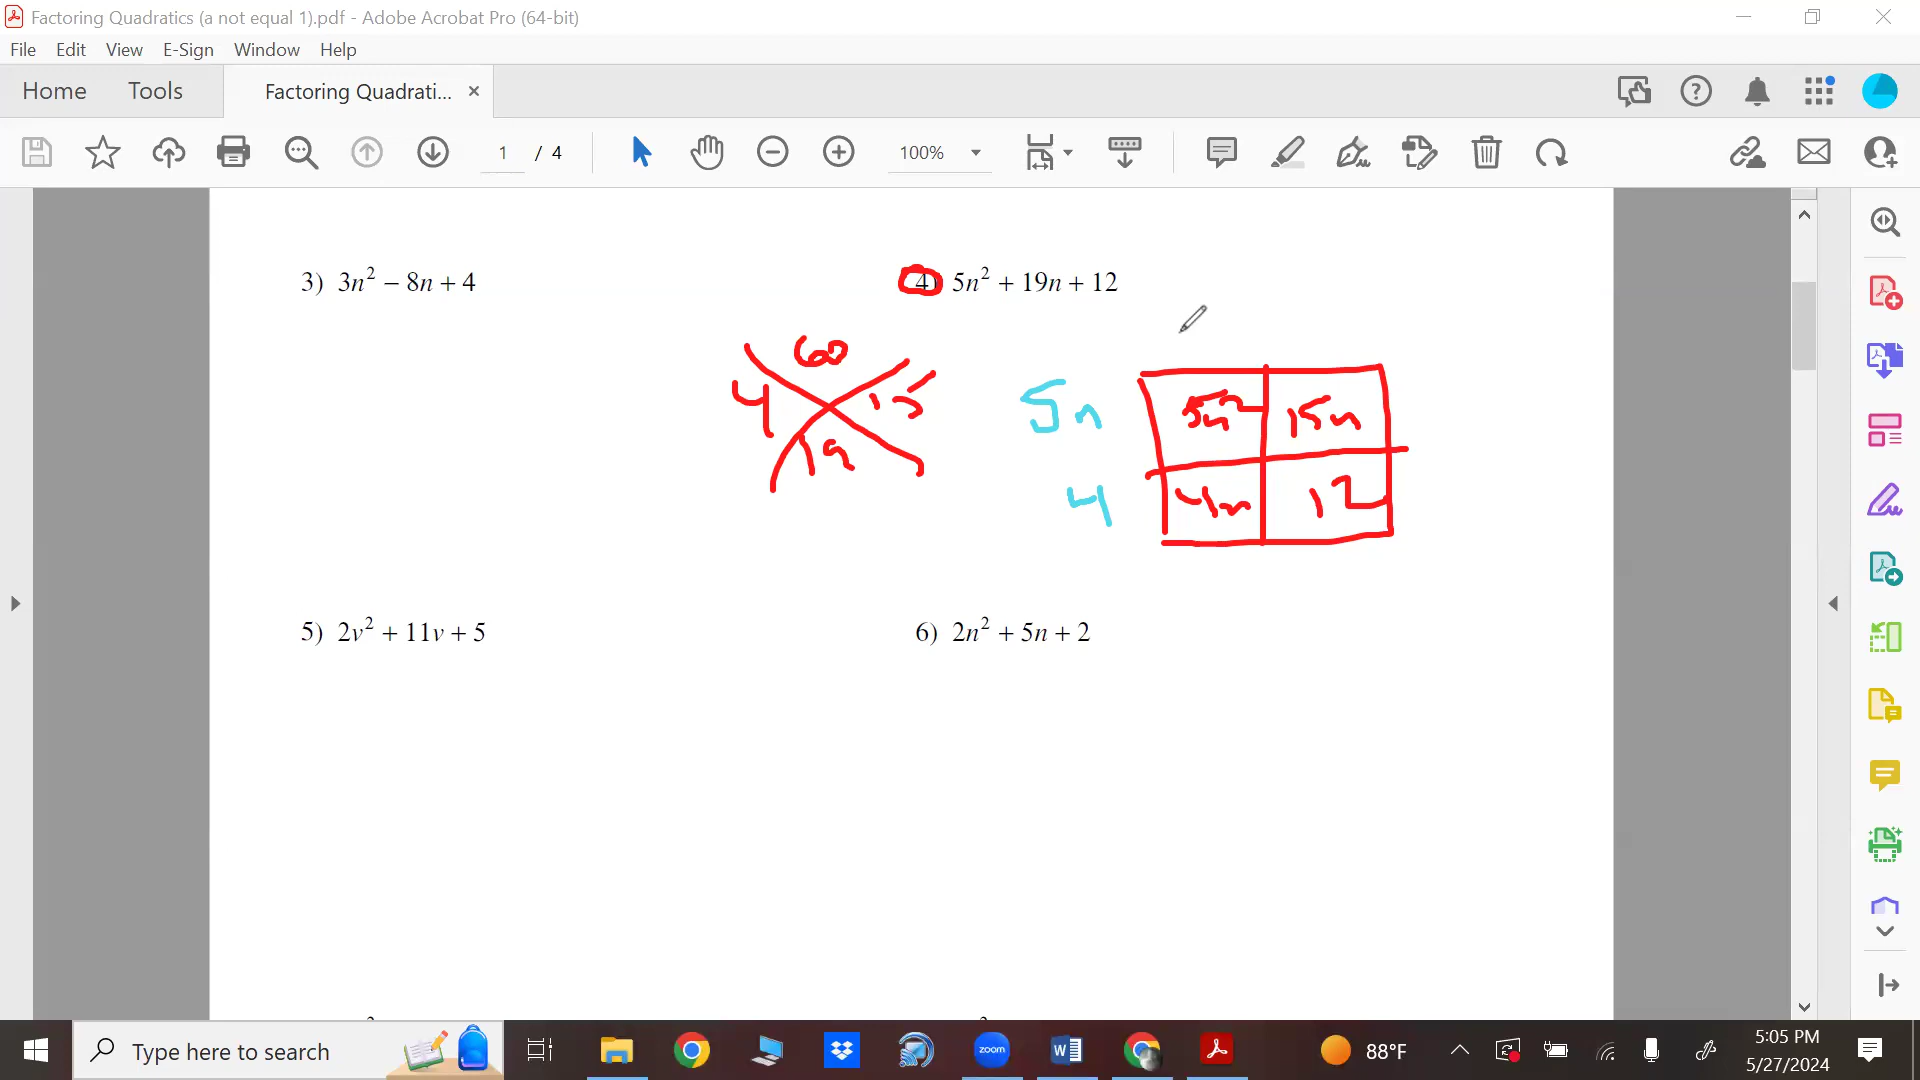 Factoring Quadratics (a not equal 1).pdf - Adobe Acrobat Pro (64-bit)
File Edit View E-Sign Window Help
Home Tools Factoring Quadrati... ×
1 / 4 100%
3) 3n² − 8n + 4
4) 5n² + 19n + 12
60
4 15
19
5n 5n² 15n
4 4n 12
5) 2v² + 11v + 5
6) 2n² + 5n + 2
2 2
Type here to search
zoom
88°F
5:05 PM
5/27/2024